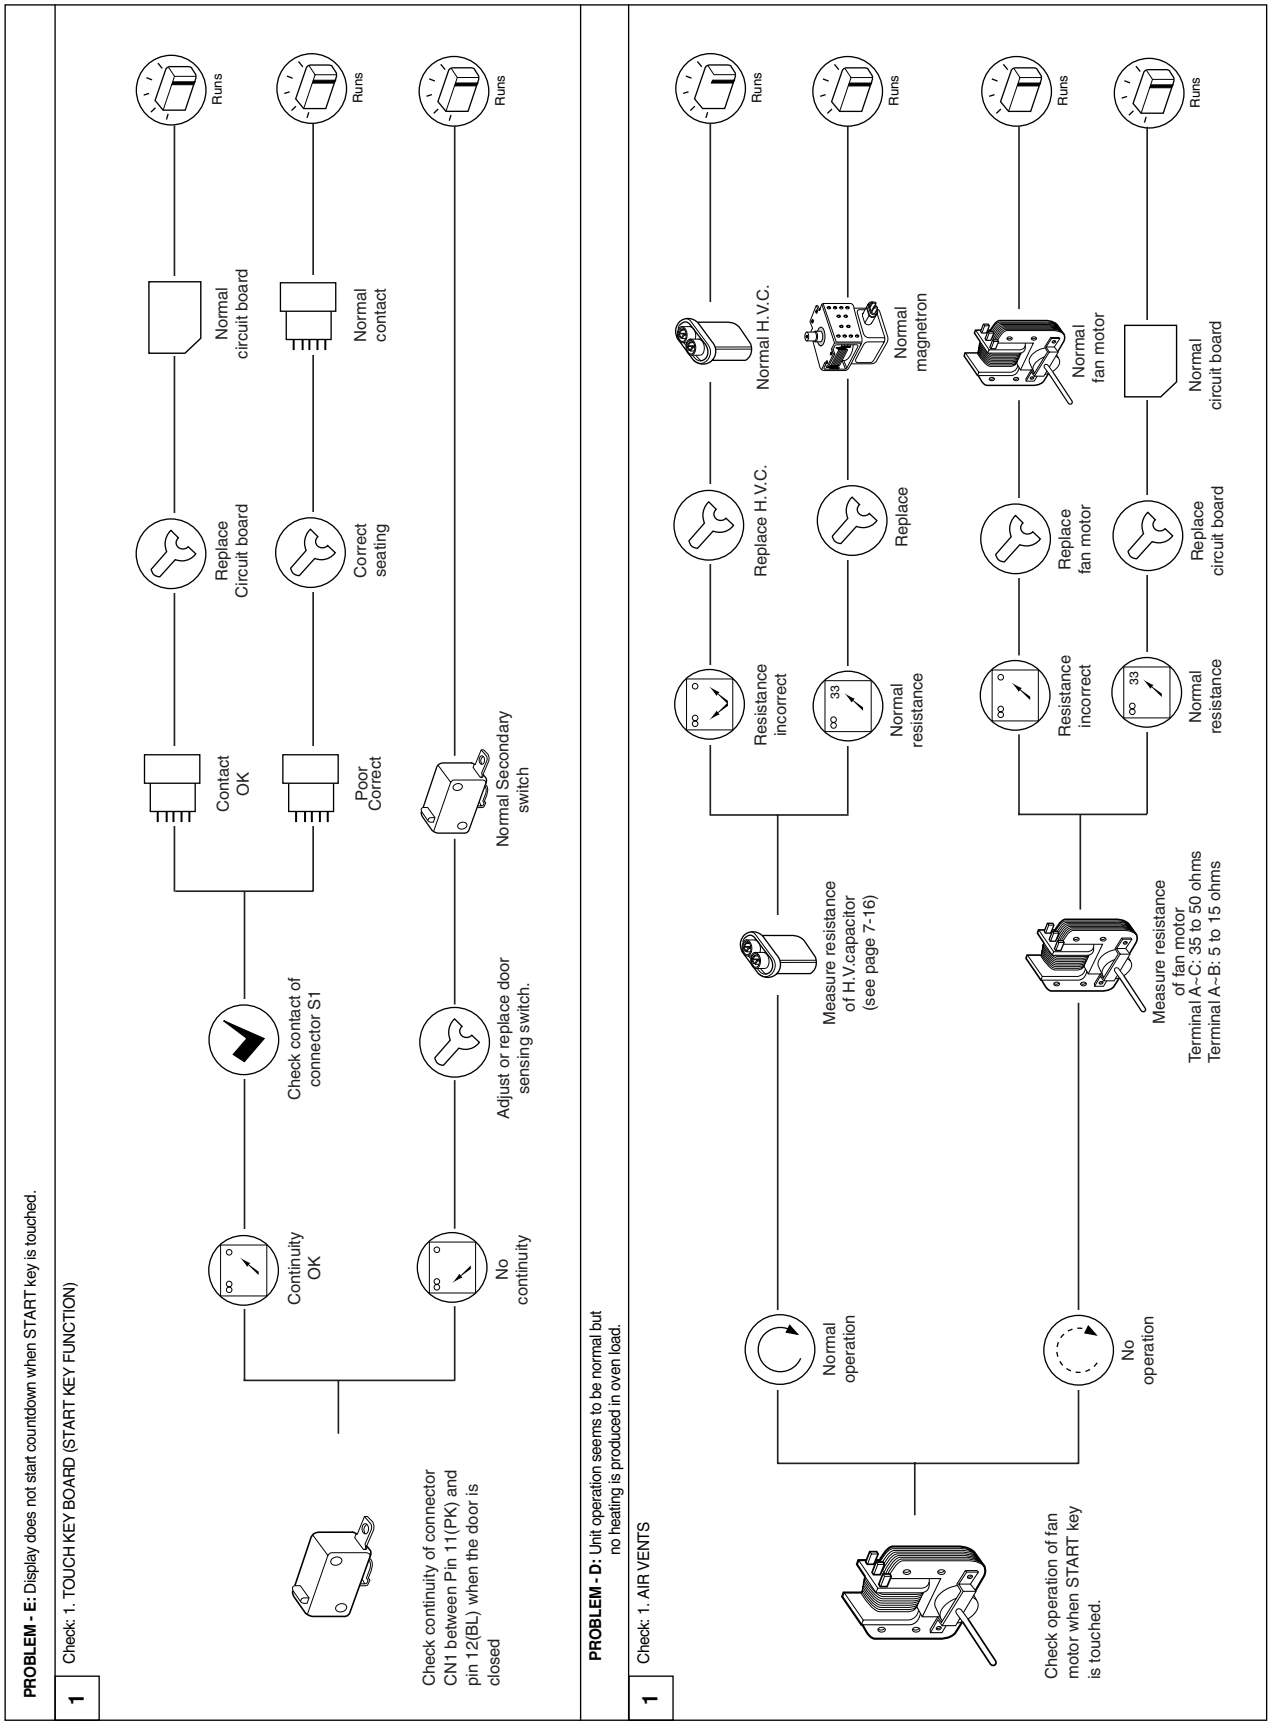 PROBLEM - E: Display does not start countdown when START key is touched.
1
Check: 1. TOUCH KEY BOARD (START KEY FUNCTION)
Check continuity of connector
CN1 between Pin 11(PK) and
pin 12(BL) when the door is
closed
Continuity
OK
Check contact of
connector S1
Contact
OK
Replace
Circuit board
Normal
circuit board
Runs
Poor
Correct
Correct
seating
Normal
contact
Runs
No
continuity
Adjust or replace door
sensing switch.
Normal Secondary
switch
Runs
PROBLEM - D: Unit operation seems to be normal but
no heating is produced in oven load.
1
Check: 1. AIR VENTS
Check operation of fan
motor when START key
is touched.
Normal
operation
Measure resistance
of H.V.capacitor
(see page 7-16)
Resistance
incorrect
Replace H.V.C.
Normal H.V.C.
Runs
33
Normal
resistance
Replace
Normal
magnetron
Runs
No
operation
Measure resistance
of fan motor
Terminal A~C: 35 to 50 ohms
Terminal A~B: 5 to 15 ohms
Resistance
incorrect
Replace
fan motor
Normal
fan motor
Runs
33
Normal
resistance
Replace
circuit board
Normal
circuit board
Runs